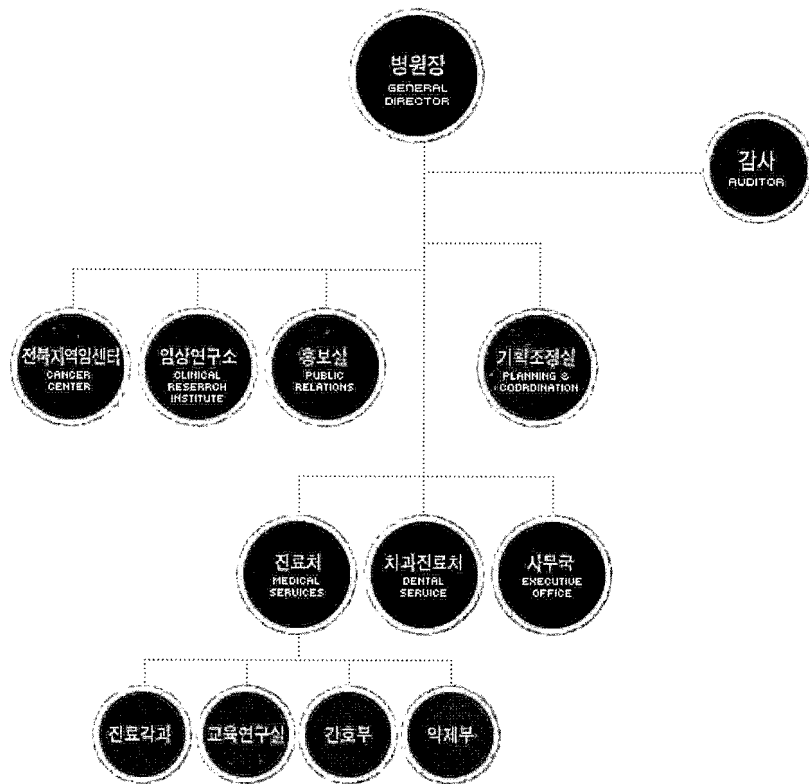 병원장
GENERAL
DIRECTOR
감사
AUDITOR
전북지역암센터
CANCER
CENTER
임상연구소
CLINICAL
RESERRCH
INSTITUTE
홍보실
PUBLIC
RELATIONS
기획조정실
PLANNING &
COORDINATION
진료처
MEDICAL
SERVICES
치과진료처
DENTAL
SERVICE
사무국
EXECUTIVE
OFFICE
진료각과
교육연구실
간호부
약제부